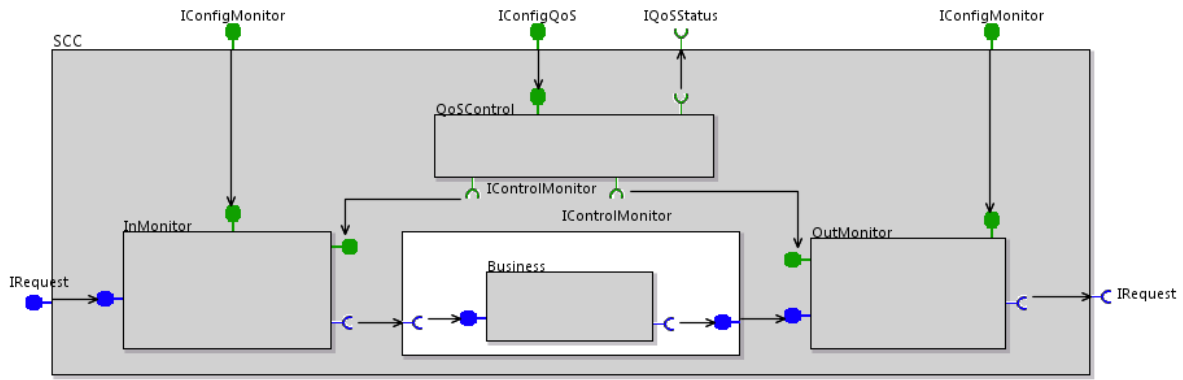 IConfigMonitor
IConfigQoS
IQoSStatus
IConfigMonitor
SCC
QoSControl
IControlMonitor
IControlMonitor
InMonitor
OutMonitor
Business
IRequest
IRequest